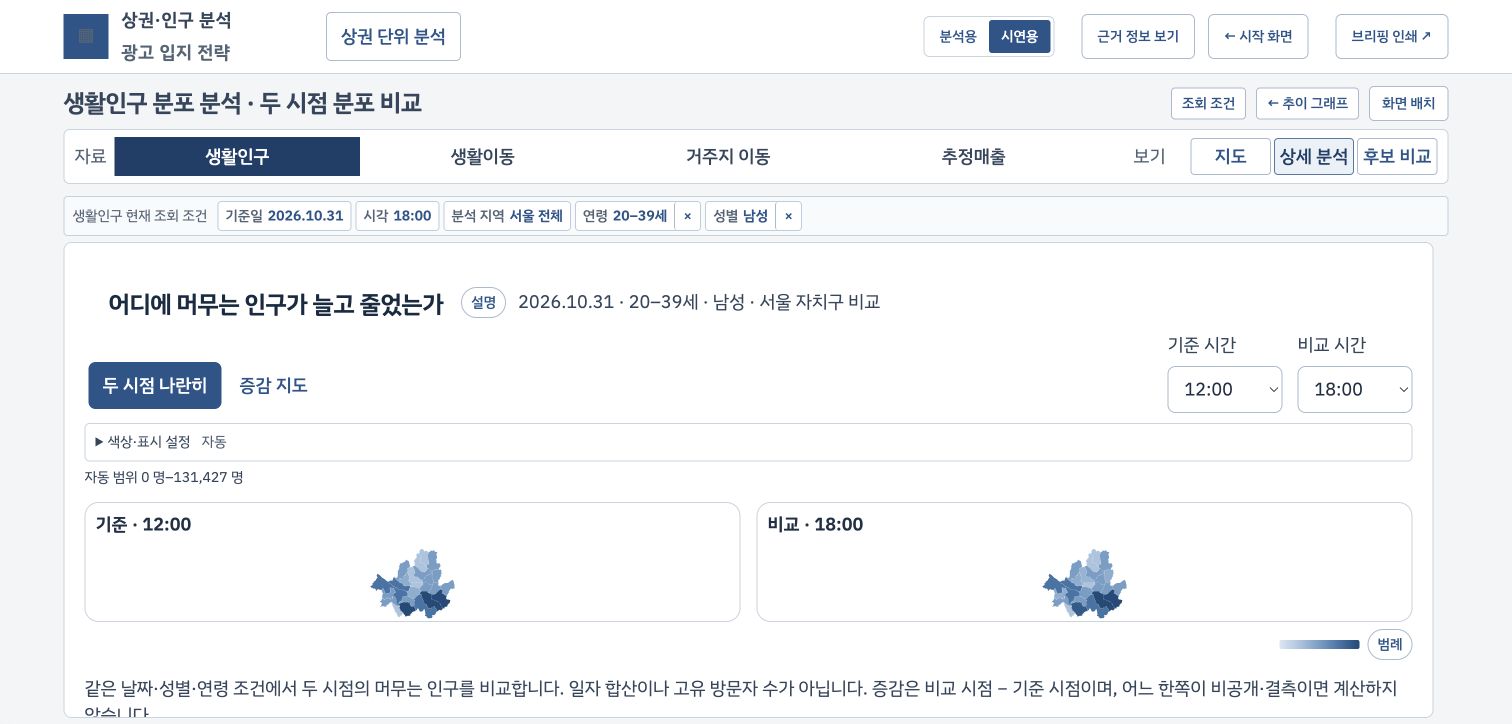 상권·인구 분석
광고 입지 전략
상권 단위 분석
분석용 시연용
근거 정보 보기
← 시작 화면
브리핑 인쇄 ↗
생활인구 분포 분석 · 두 시점 분포 비교
조회 조건
← 추이 그래프
화면 배치
자료 생활인구 생활이동 거주지 이동 추정매출 보기 지도 상세 분석 후보 비교
생활인구 현재 조회 조건 기준일 2026.10.31 시각 18:00 분석 지역 서울 전체 연령 20–39세 × 성별 남성 ×
어디에 머무는 인구가 늘고 줄었는가 설명 2026.10.31 · 20–39세 · 남성 · 서울 자치구 비교
기준 시간 비교 시간
두 시점 나란히 증감 지도 12:00 18:00
▶ 색상·표시 설정 자동
자동 범위 0 명–131,427 명
기준 · 12:00
비교 · 18:00
범례
같은 날짜·성별·연령 조건에서 두 시점의 머무는 인구를 비교합니다. 일자 합산이나 고유 방문자 수가 아닙니다. 증감은 비교 시점 − 기준 시점이며, 어느 한쪽이 비공개·결측이면 계산하지
않습니다.